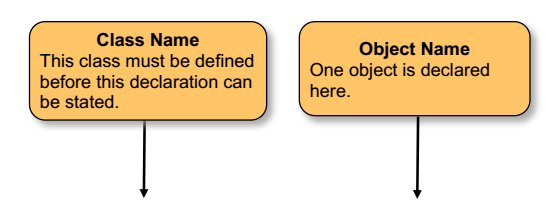 Class Name
This class must be defined
before this declaration can
be stated.
Object Name
One object is declared
here.